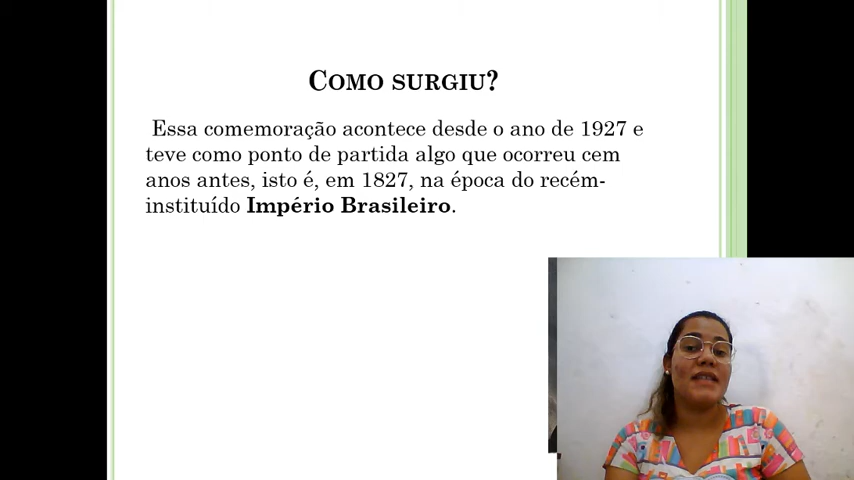 COMO SURGIU?
Essa comemoração acontece desde o ano de 1927 e
teve como ponto de partida algo que ocorreu cem
anos antes, isto é, em 1827, na época do recém-
instituído Império Brasileiro.